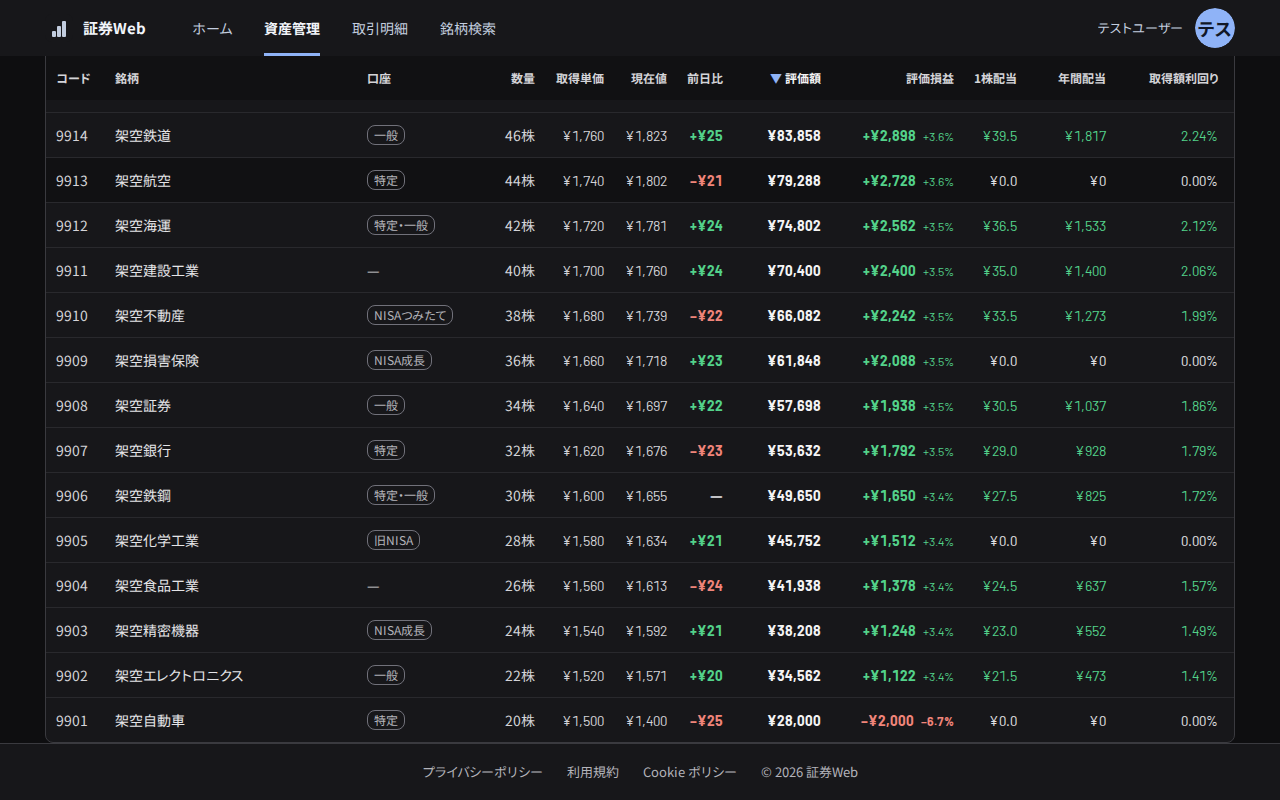 証券Web ホーム 資産管理 取引明細 銘柄検索 テストユーザー テス
コード 銘柄 口座 数量 取得単価 現在値 前日比 ▼ 評価額 評価損益 1株配当 年間配当 取得額利回り
9914 架空鉄道 一般 46株 ¥1,760 ¥1,823 +¥25 ¥83,858 +¥2,898 +3.6% ¥39.5 ¥1,817 2.24%
9913 架空航空 特定 44株 ¥1,740 ¥1,802 −¥21 ¥79,288 +¥2,728 +3.6% ¥0.0 ¥0 0.00%
9912 架空海運 特定・一般 42株 ¥1,720 ¥1,781 +¥24 ¥74,802 +¥2,562 +3.5% ¥36.5 ¥1,533 2.12%
9911 架空建設工業 — 40株 ¥1,700 ¥1,760 +¥24 ¥70,400 +¥2,400 +3.5% ¥35.0 ¥1,400 2.06%
9910 架空不動産 NISAつみたて 38株 ¥1,680 ¥1,739 −¥22 ¥66,082 +¥2,242 +3.5% ¥33.5 ¥1,273 1.99%
9909 架空損害保険 NISA成長 36株 ¥1,660 ¥1,718 +¥23 ¥61,848 +¥2,088 +3.5% ¥0.0 ¥0 0.00%
9908 架空証券 一般 34株 ¥1,640 ¥1,697 +¥22 ¥57,698 +¥1,938 +3.5% ¥30.5 ¥1,037 1.86%
9907 架空銀行 特定 32株 ¥1,620 ¥1,676 −¥23 ¥53,632 +¥1,792 +3.5% ¥29.0 ¥928 1.79%
9906 架空鉄鋼 特定・一般 30株 ¥1,600 ¥1,655 — ¥49,650 +¥1,650 +3.4% ¥27.5 ¥825 1.72%
9905 架空化学工業 旧NISA 28株 ¥1,580 ¥1,634 +¥21 ¥45,752 +¥1,512 +3.4% ¥0.0 ¥0 0.00%
9904 架空食品工業 — 26株 ¥1,560 ¥1,613 −¥24 ¥41,938 +¥1,378 +3.4% ¥24.5 ¥637 1.57%
9903 架空精密機器 NISA成長 24株 ¥1,540 ¥1,592 +¥21 ¥38,208 +¥1,248 +3.4% ¥23.0 ¥552 1.49%
9902 架空エレクトロニクス 一般 22株 ¥1,520 ¥1,571 +¥20 ¥34,562 +¥1,122 +3.4% ¥21.5 ¥473 1.41%
9901 架空自動車 特定 20株 ¥1,500 ¥1,400 −¥25 ¥28,000 −¥2,000 −6.7% ¥0.0 ¥0 0.00%
プライバシーポリシー 利用規約 Cookie ポリシー © 2026 証券Web